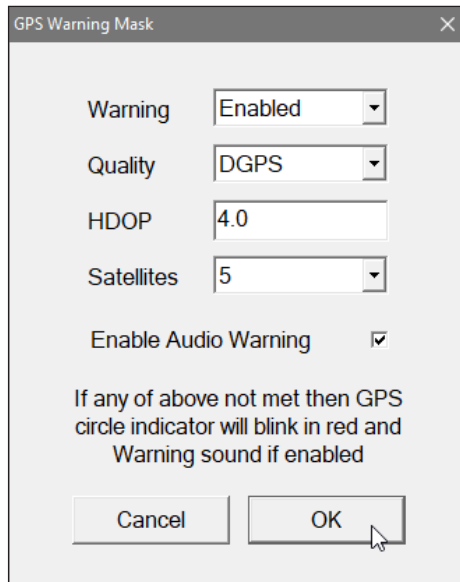 GPS Warning Mask
Warning Enabled
Quality DGPS
HDOP 4.0
Satellites 5
Enable Audio Warning
If any of above not met then GPS
circle indicator will blink in red and
Warning sound if enabled
Cancel OK